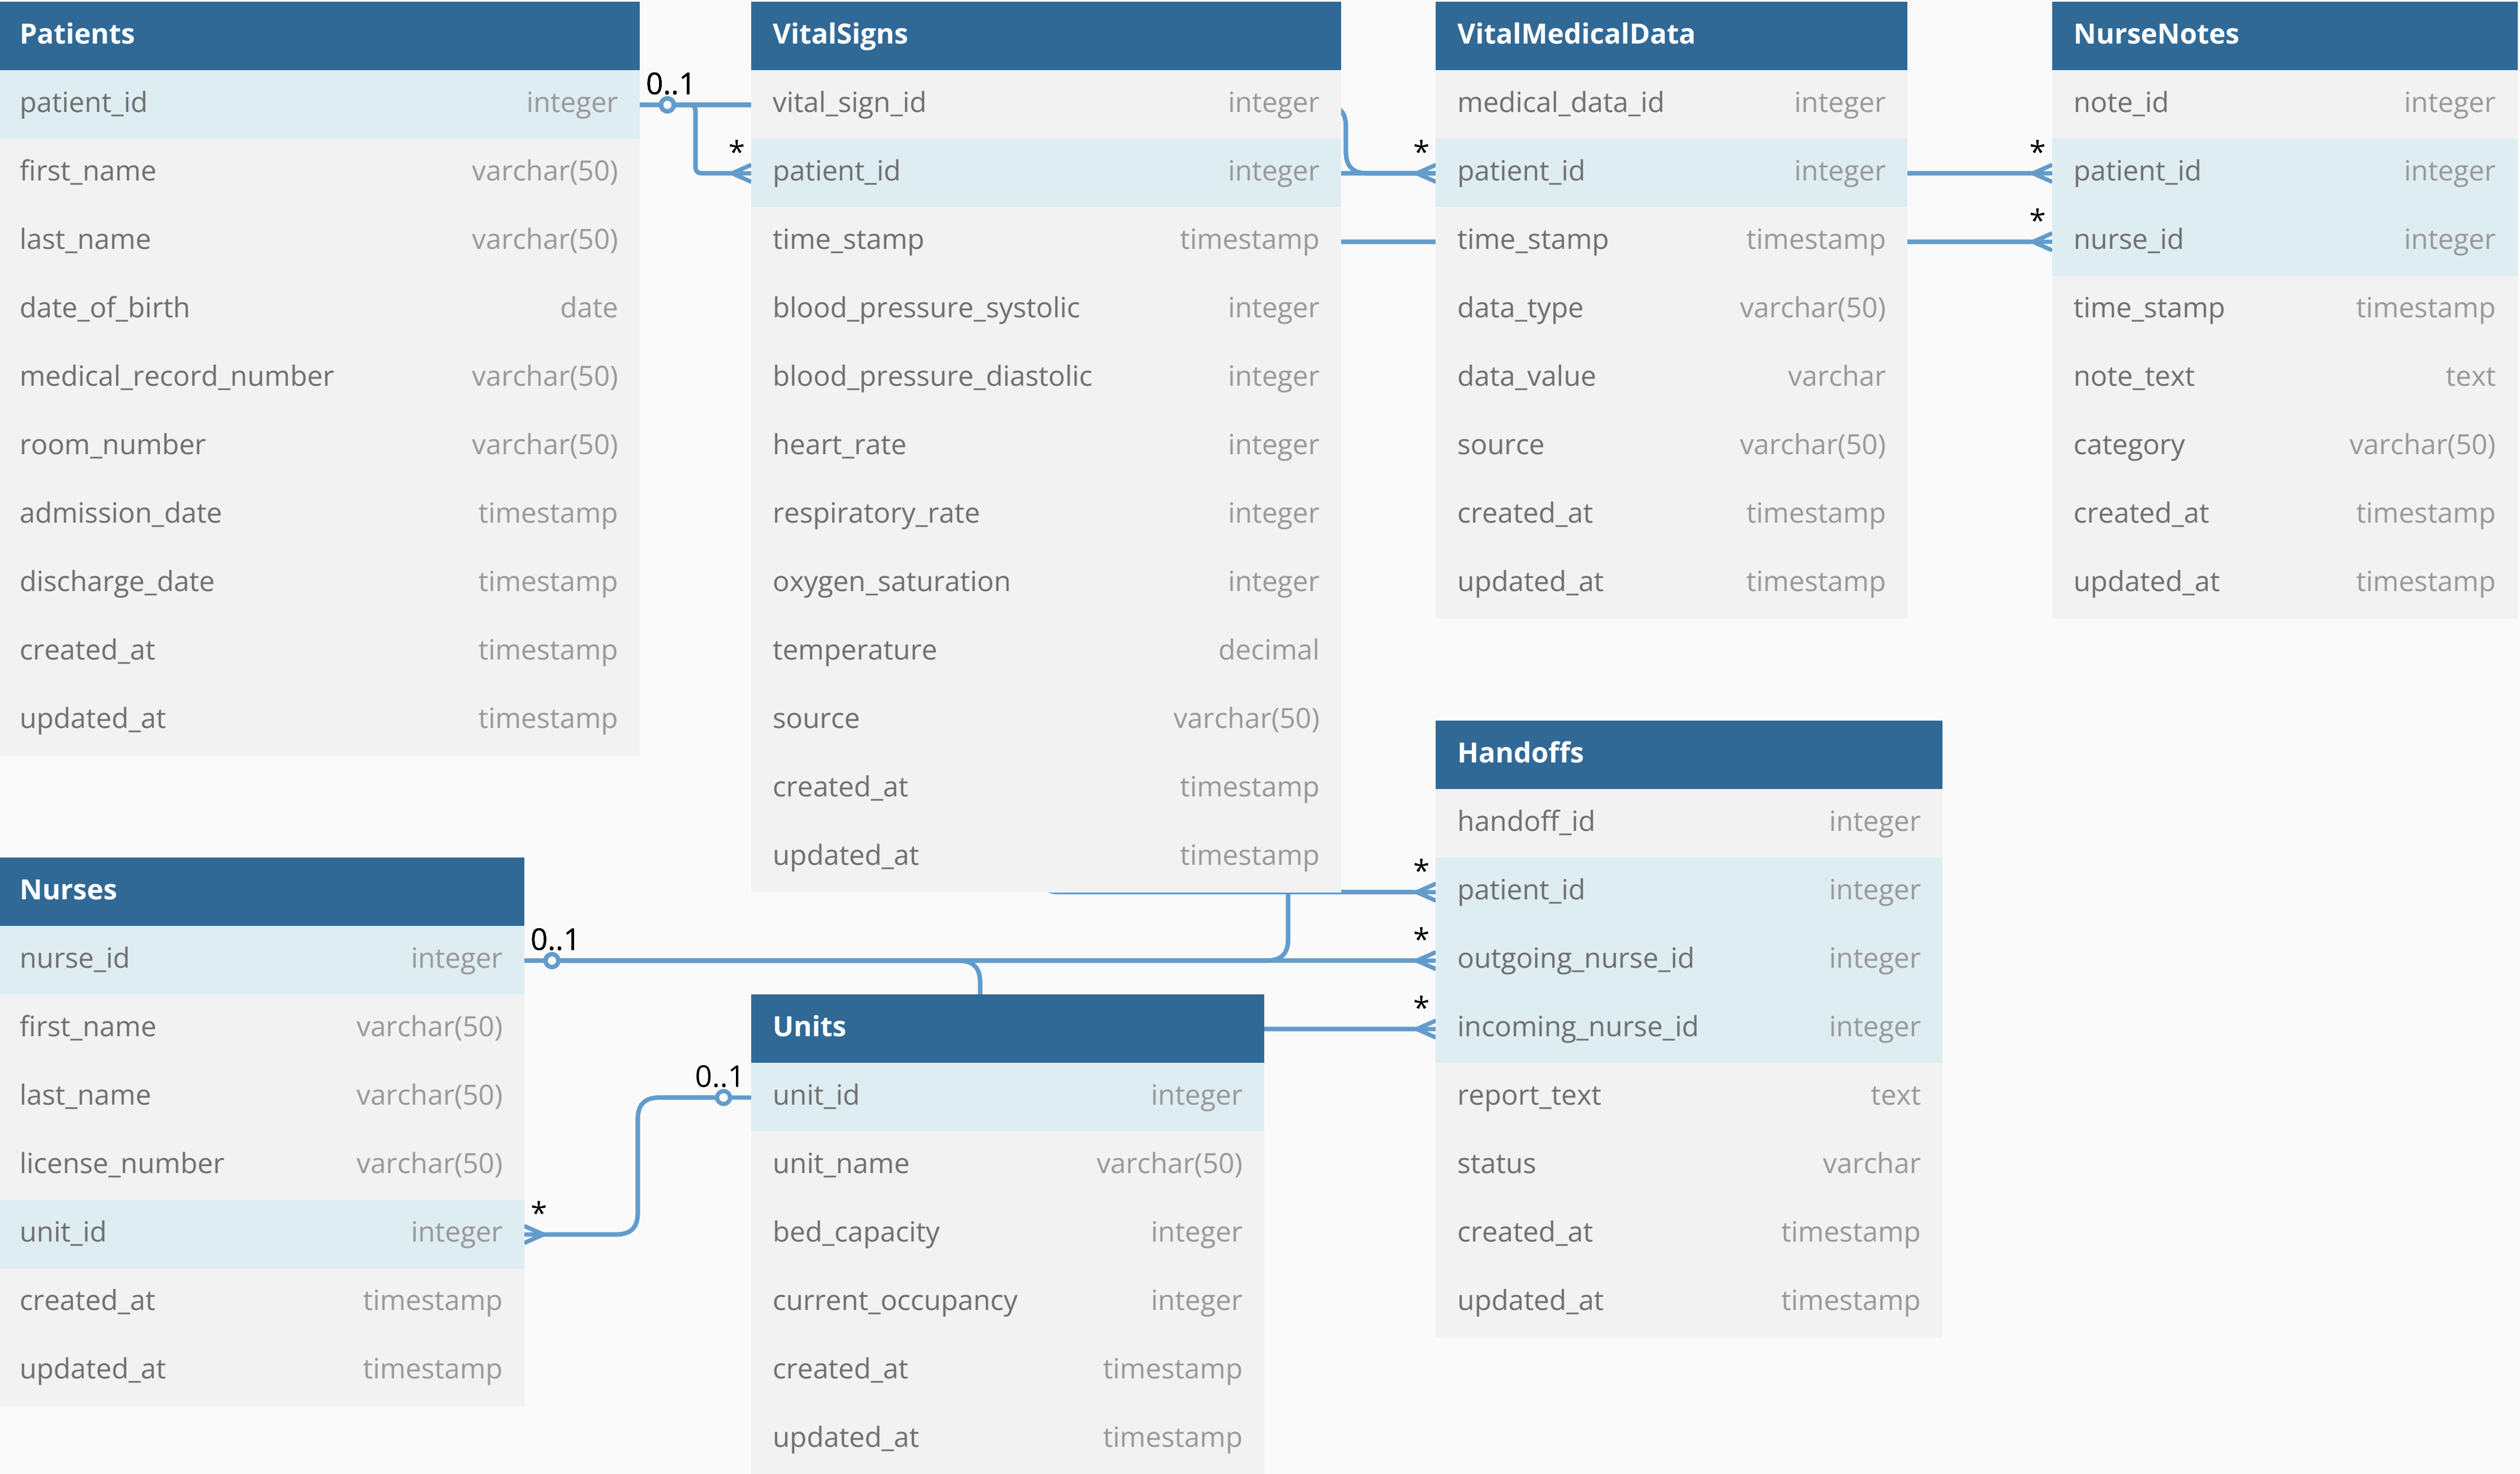 Patients
patient_id integer
first_name varchar(50)
last_name varchar(50)
date_of_birth date
medical_record_number varchar(50)
room_number varchar(50)
admission_date timestamp
discharge_date timestamp
created_at timestamp
updated_at timestamp
0..1
*
VitalSigns
vital_sign_id integer
patient_id integer
time_stamp timestamp
blood_pressure_systolic integer
blood_pressure_diastolic integer
heart_rate integer
respiratory_rate integer
oxygen_saturation integer
temperature decimal
source varchar(50)
created_at timestamp
updated_at timestamp
*
VitalMedicalData
medical_data_id integer
patient_id integer
time_stamp timestamp
data_type varchar(50)
data_value varchar
source varchar(50)
created_at timestamp
updated_at timestamp
*
*
NurseNotes
note_id integer
patient_id integer
nurse_id integer
time_stamp timestamp
note_text text
category varchar(50)
created_at timestamp
updated_at timestamp
Nurses
nurse_id integer
first_name varchar(50)
last_name varchar(50)
license_number varchar(50)
unit_id integer
created_at timestamp
updated_at timestamp
0..1
*
0..1
Units
unit_id integer
unit_name varchar(50)
bed_capacity integer
current_occupancy integer
created_at timestamp
updated_at timestamp
*
*
*
Handoffs
handoff_id integer
patient_id integer
outgoing_nurse_id integer
incoming_nurse_id integer
report_text text
status varchar
created_at timestamp
updated_at timestamp